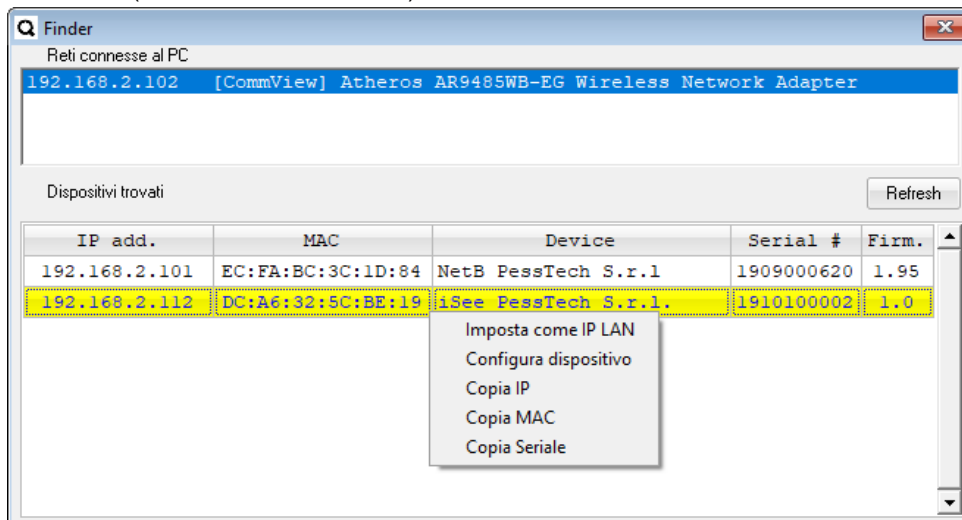 Finder
Reti connesse al PC
192.168.2.102 [CommView] Atheros AR9485WB-EG Wireless Network Adapter
Dispositivi trovati
Refresh
IP add. MAC Device Serial # Firm.
192.168.2.101 EC:FA:BC:3C:1D:84 NetB PessTech S.r.l 1909000620 1.95
192.168.2.112 DC:A6:32:5C:BE:19 iSee PessTech S.r.l. 1910100002 1.0
Imposta come IP LAN
Configura dispositivo
Copia IP
Copia MAC
Copia Seriale